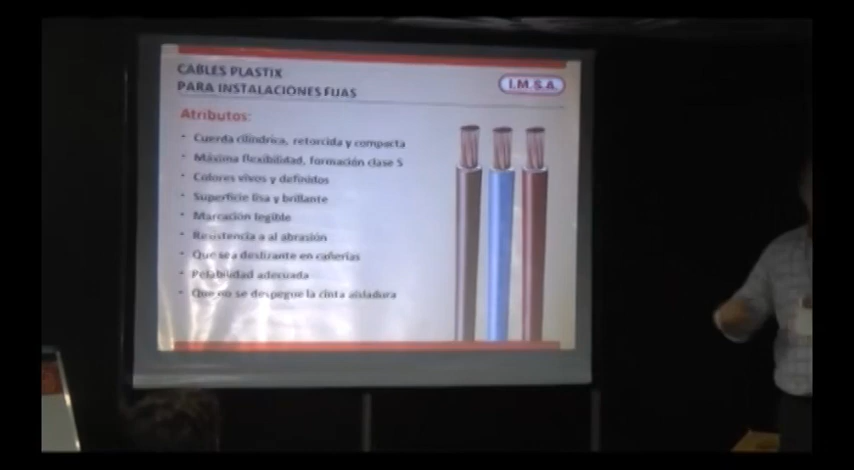 CABLES PLASTIX
PARA INSTALACIONES FIJAS
I.M.S.A.
Atributos:
• Cuerda cilíndrica, retorcida y compacta
• Máxima flexibilidad, formación clase 5
• Colores vivos y definidos
• Superficie lisa y brillante
• Marcación legible
• Resistencia a al abrasión
• Que sea deslizante en cañerías
• Pelabilidad adecuada
• Que no se despegue la cinta aisladora